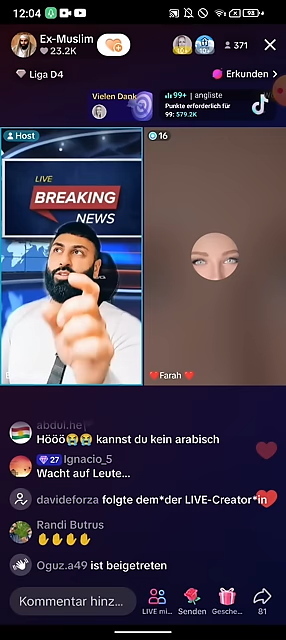 12:04
93
Ex-Muslim
23.2K
10+
371
Liga D4
Erkunden >
Vielen Dank
99+ | angliste
Punkte erforderlich für
99: 579.2K
Host
16
LIVE
BREAKING
NEWS
❤️Farah ❤️
Hööö😭😭 kannst du kein arabisch
27 Ignacio_5
Wacht auf Leute...
davideforza folgte dem*der LIVE-Creator*in
Randi Butrus
✋✋✋✋
Oguz.a49 ist beigetreten
Kommentar hinz...
LIVE mi...
Senden
Gesche...
81